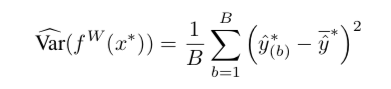 $\widehat{\mathrm{Var}}(f^{W}(x^{*})) = \frac{1}{B} \sum_{b=1}^{B} \left( \hat{y}^{*}_{(b)} - \overline{\hat{y}}^{*} \right)^{2}$